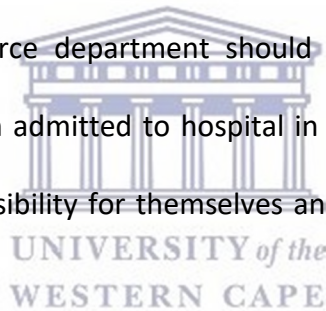 rce department should
admitted to hospital in
sibility for themselves an
UNIVERSITY of the
WESTERN CAPE